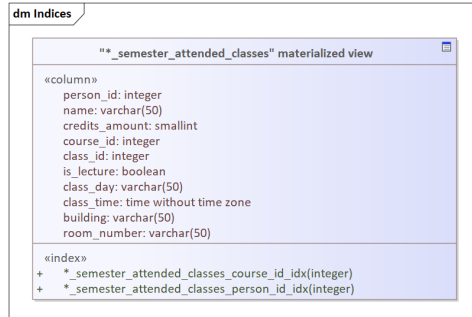 dm Indices
"*_semester_attended_classes" materialized view
«column»
person_id: integer
name: varchar(50)
credits_amount: smallint
course_id: integer
class_id: integer
is_lecture: boolean
class_day: varchar(50)
class_time: time without time zone
building: varchar(50)
room_number: varchar(50)
«index»
+ *_semester_attended_classes_course_id_idx(integer)
+ *_semester_attended_classes_person_id_idx(integer)